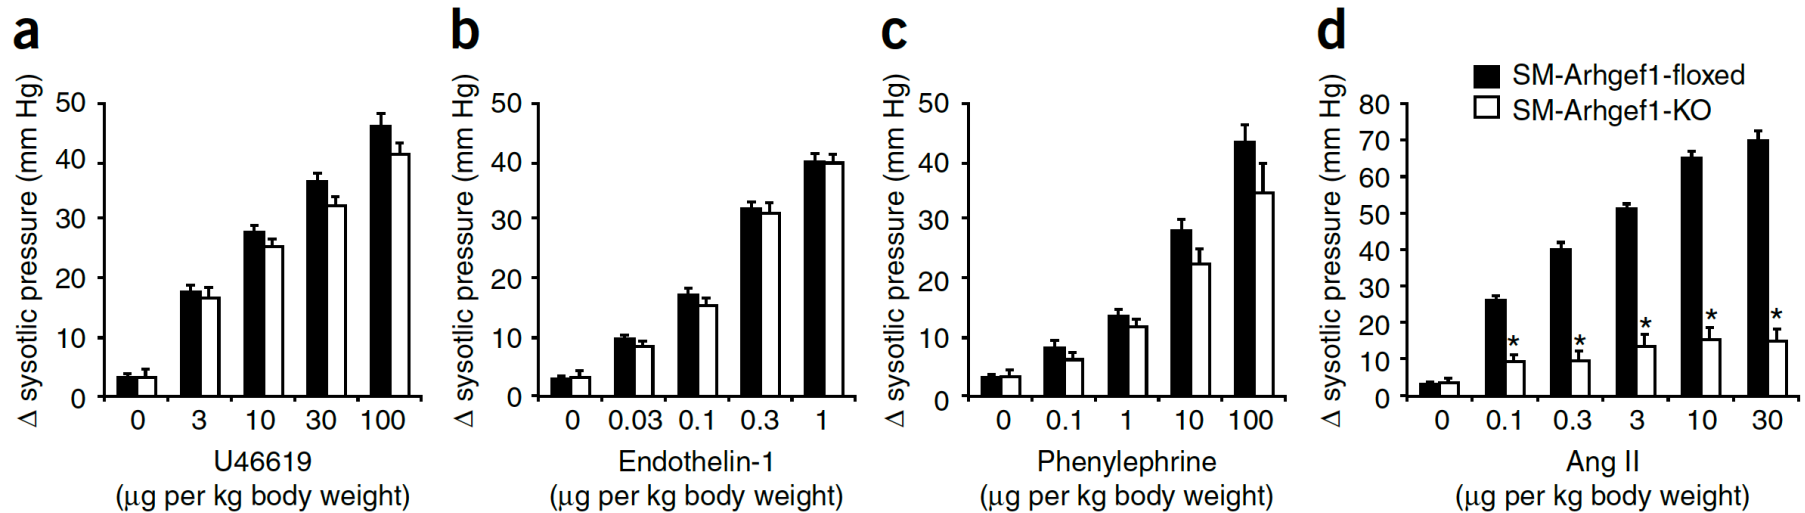 a
Δ sysotlic pressure (mm Hg)
50
40
30
20
10
0
0 3 10 30 100
U46619
(µg per kg body weight)
b
Δ sysotlic pressure (mm Hg)
50
40
30
20
10
0
0 0.03 0.1 0.3 1
Endothelin-1
(µg per kg body weight)
c
Δ sysotlic pressure (mm Hg)
50
40
30
20
10
0
0 0.1 1 10 100
Phenylephrine
(µg per kg body weight)
d
SM-Arhgef1-floxed
SM-Arhgef1-KO
Δ sysotlic pressure (mm Hg)
80
70
60
50
40
30
20
10
0
* * * * *
0 0.1 0.3 3 10 30
Ang II
(µg per kg body weight)